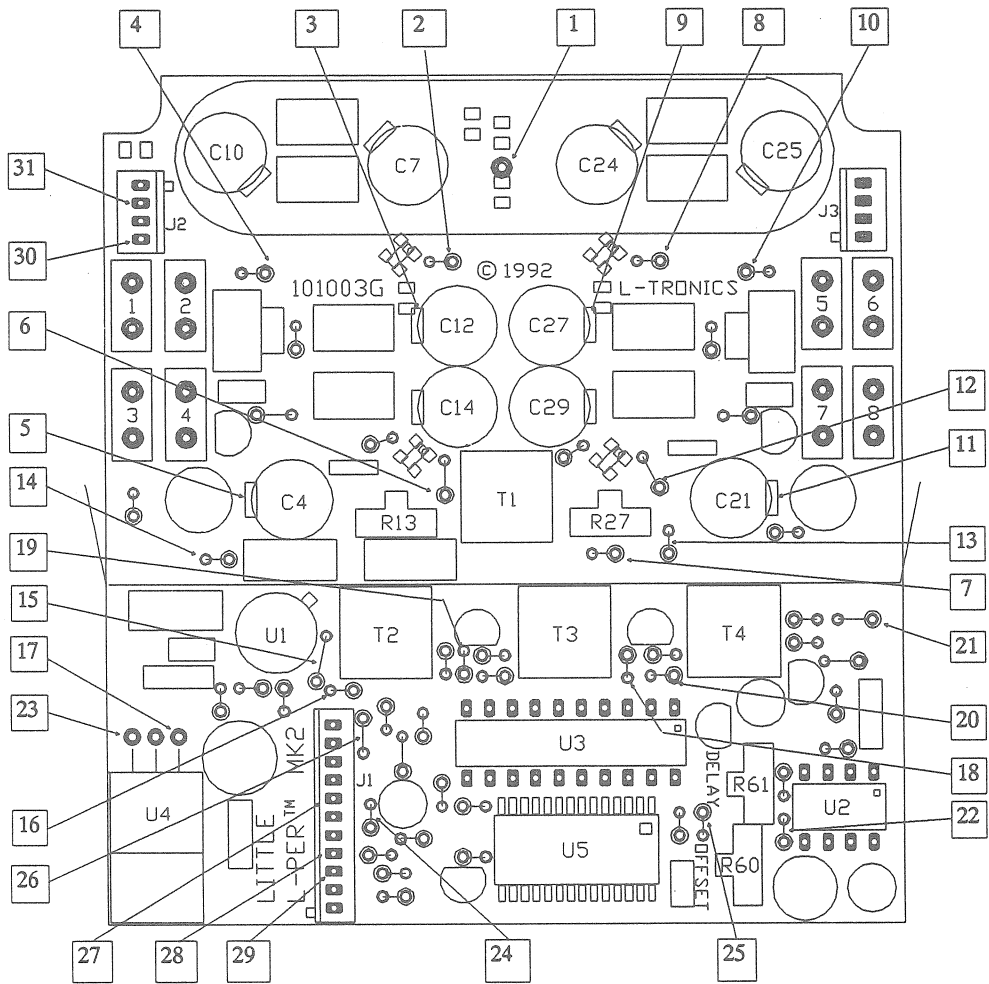 4
3
2
1
9
8
10
C10
C7
C24
C25
31
J2
J3
30
© 1992
1
2
101003G
L-TRONICS
5
6
6
C12
C27
3
4
C14
C29
7
8
12
5
11
14
C4
T1
C21
R13
R27
19
13
7
15
U1
T2
T3
T4
21
17
23
20
U3
18
MK2
J1
DELAY
R61
U4
U2
22
16
LITTLE
L-PER™
U5
R60
OFFSET
26
27
28
29
24
25